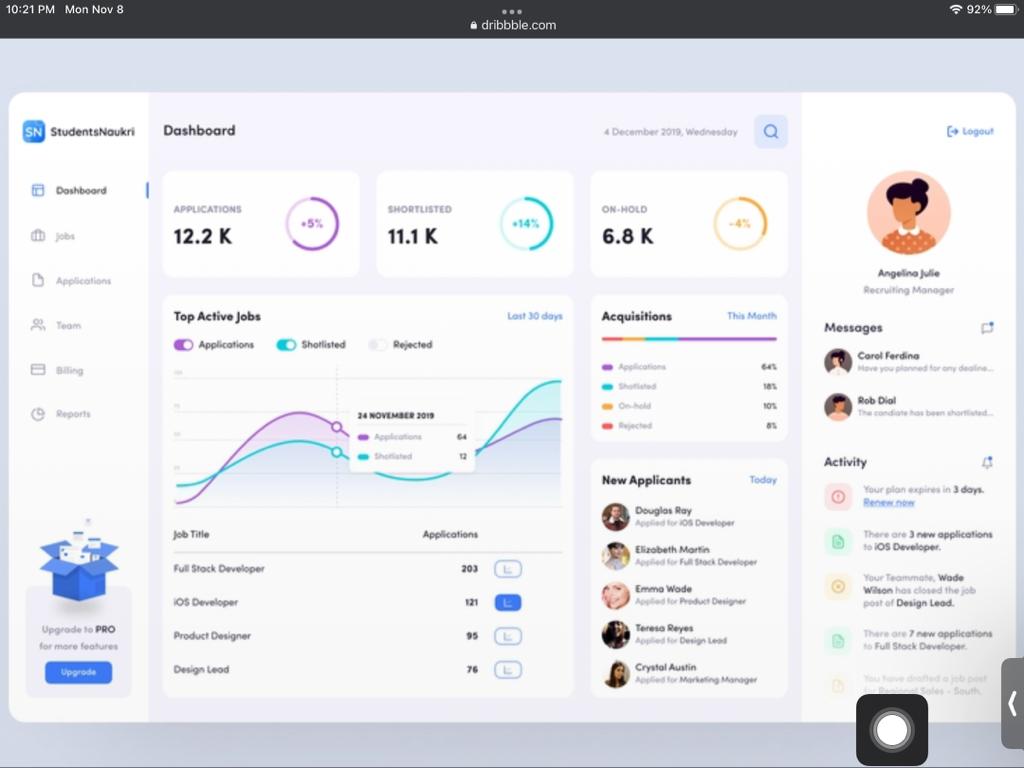 10:21 PM Mon Nov 8
92%
dribbble.com
SN StudentsNaukri
Dashboard
Jobs
Applications
Team
Billing
Reports
Upgrade to PRO
for more features
Upgrade
Dashboard
4 December 2019, Wednesday
APPLICATIONS
12.2 K
+5%
SHORTLISTED
11.1 K
+14%
ON-HOLD
6.8 K
-4%
Top Active Jobs
Last 30 days
Applications
Shotlisted
Rejected
100
75
50
25
24 NOVEMBER 2019
Applications 64
Shotlisted 12
Job Title Applications
Full Stack Developer 203
iOS Developer 121
Product Designer 95
Design Lead 76
Acquisitions
This Month
Applications 64%
Shotlisted 18%
On-hold 10%
Rejected 8%
New Applicants
Today
Douglas Ray
Applied for iOS Developer
Elizabeth Martin
Applied for Full Stack Developer
Emma Wade
Applied for Product Designer
Teresa Reyes
Applied for Design Lead
Crystal Austin
Applied for Marketing Manager
Logout
Angelina Julie
Recruiting Manager
Messages
Carol Ferdina
Have you planned for any dealine...
Rob Dial
The candiate has been shortlisted...
Activity
Your plan expires in 3 days.
Renew now
There are 3 new applications
to iOS Developer.
Your Teammate, Wade
Wilson has closed the job
post of Design Lead.
There are 7 new applications
to Full Stack Developer.
You have drafted a job post
for Regional Sales - South.